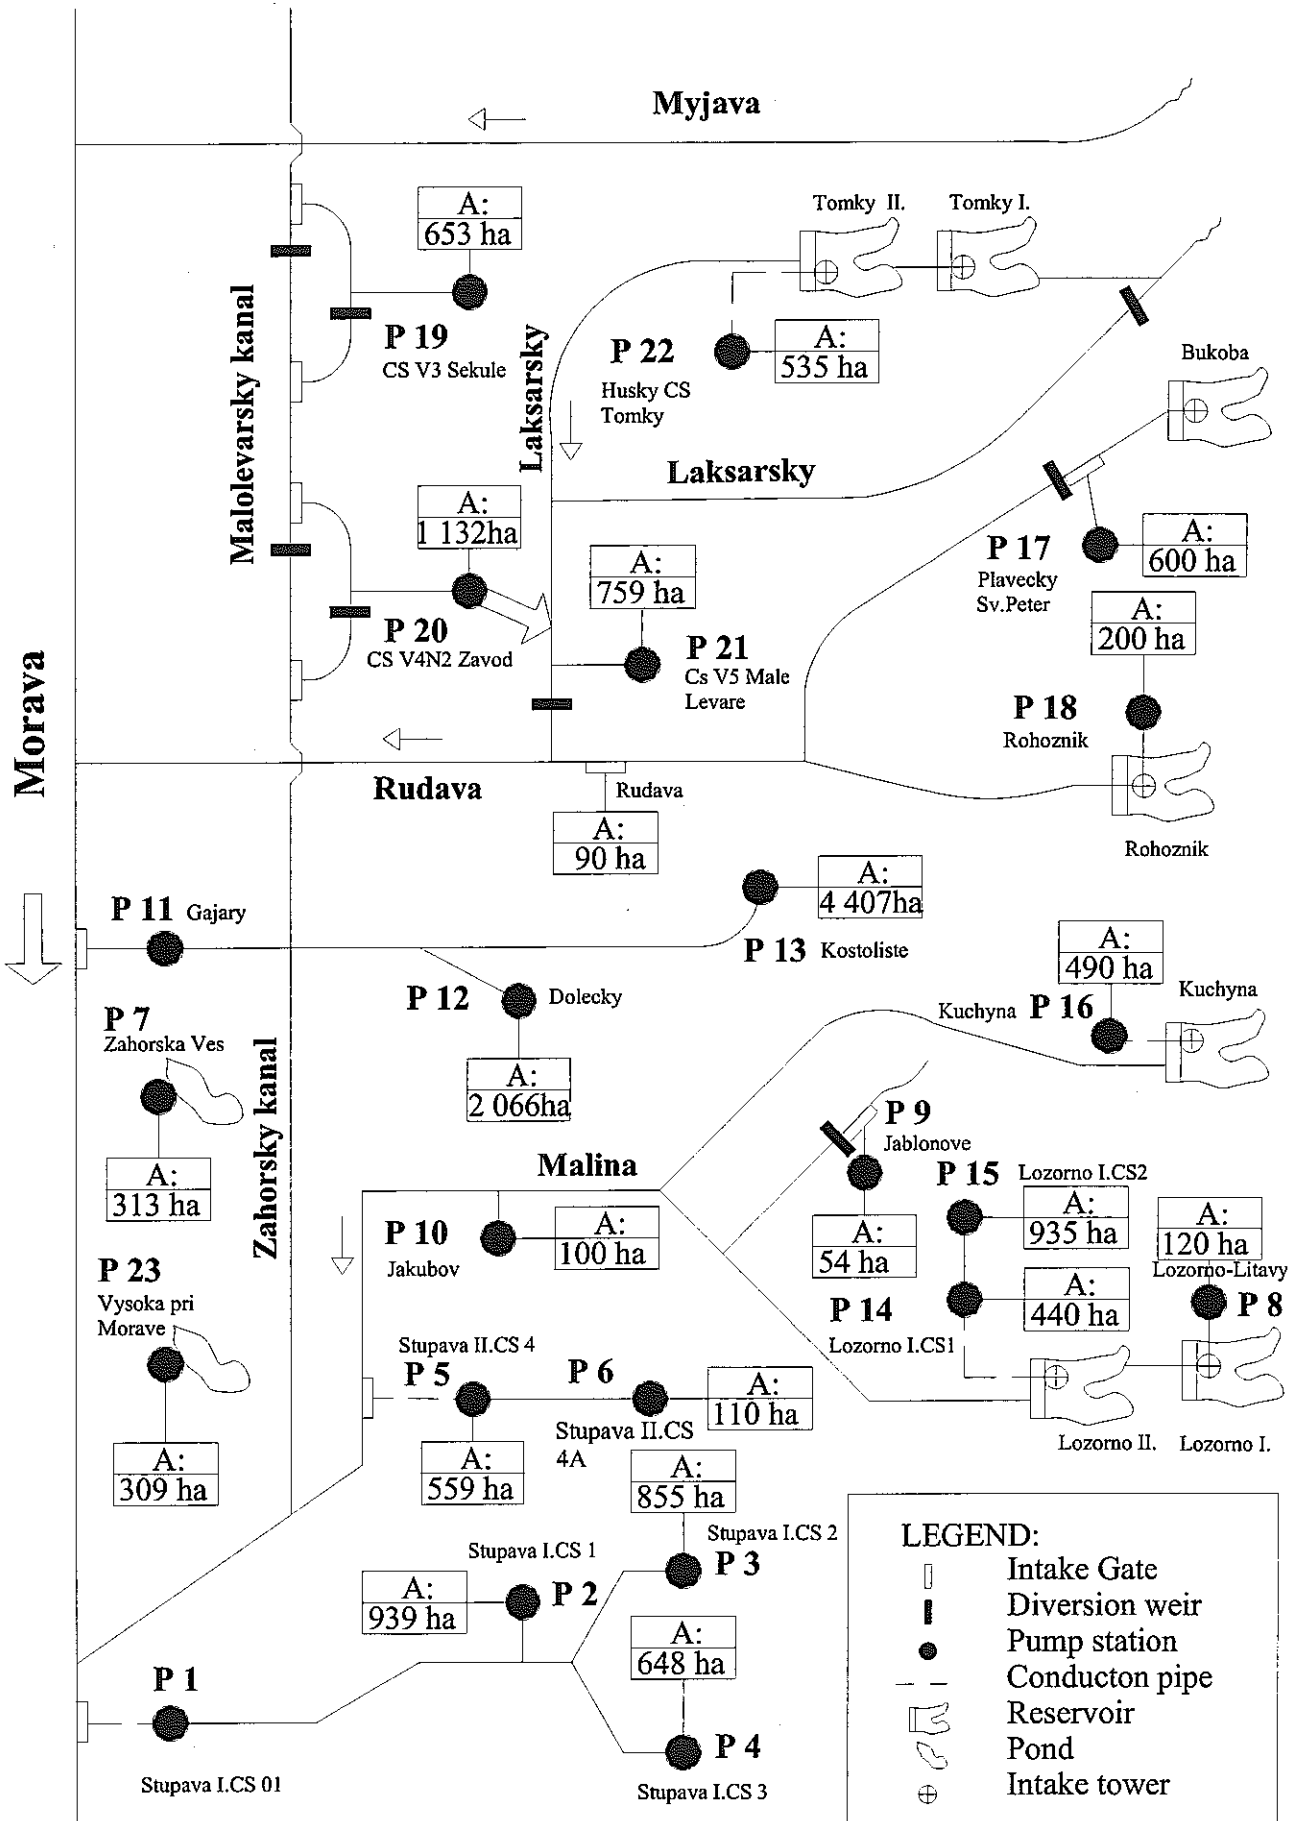 Myjava
A:
653 ha
P 19
CS V3 Sekule
Malolevarsky kanal
Tomky II.
Tomky I.
Laksarsky
P 22
Husky CS
Tomky
A:
535 ha
Bukoba
Laksarsky
A:
1 132ha
P 20
CS V4N2 Zavod
A:
759 ha
P 21
Cs V5 Male
Levare
P 17
Plavecky
Sv.Peter
A:
600 ha
A:
200 ha
P 18
Rohoznik
Rohoznik
Morava
Rudava
Rudava
A:
90 ha
P 11 Gajary
A:
4 407ha
P 13 Kostoliste
P 12
Dolecky
A:
2 066ha
A:
490 ha
Kuchyna P 16
Kuchyna
P 7
Zahorska Ves
A:
313 ha
Zahorsky kanal
Malina
P 9
Jablonove
A:
54 ha
P 15
Lozorno I.CS2
A:
935 ha
A:
120 ha
Lozorno-Litavy
P 8
P 10
Jakubov
A:
100 ha
P 14
Lozorno I.CS1
A:
440 ha
Lozorno II.
Lozorno I.
P 23
Vysoka pri
Morave
A:
309 ha
Stupava II.CS 4
P 5
A:
559 ha
P 6
Stupava II.CS
4A
A:
110 ha
A:
855 ha
Stupava I.CS 2
P 3
Stupava I.CS 1
A:
939 ha
P 2
A:
648 ha
P 4
Stupava I.CS 3
P 1
Stupava I.CS 01
LEGEND:
Intake Gate
Diversion weir
Pump station
Conducton pipe
Reservoir
Pond
Intake tower